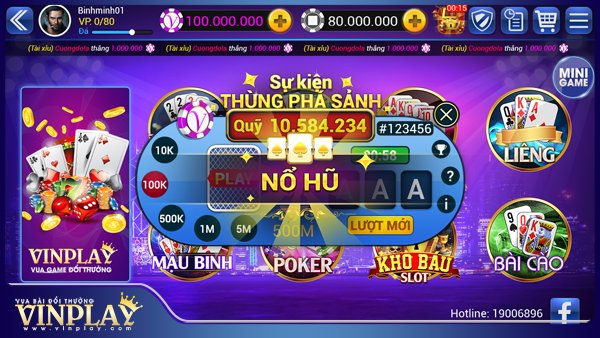 Binhminh01
VP. 0/80
Đá
100.000.000
80.000.000
00:15
(Tài xỉu) Cuongdola thắng 1.000.000
(Tài xỉu) Cuongdola thắng 1.000.000
(Tài xỉu) Cuongdola thắng 1.000.000
(Tài xỉu) Cuongdola thắng 1.000.000
MINI
GAME
Sự kiện
THÙNG PHÁ SẢNH
Quỹ 10.584.234
#123456
10K
100K
500K
1M
5M
500M
PLAY
NỔ HŨ
A
A
LƯỢT MỚI
?
i
LIÊNG
MẬU BINH
POKER
KHO BÁU
SLOT
BÀI CÀO
VINPLAY
VUA GAME ĐỔI THƯỞNG
VUA BÀI ĐỔI THƯỞNG
VINPLAY
www.vinplay.com
Hotline: 19006896
f